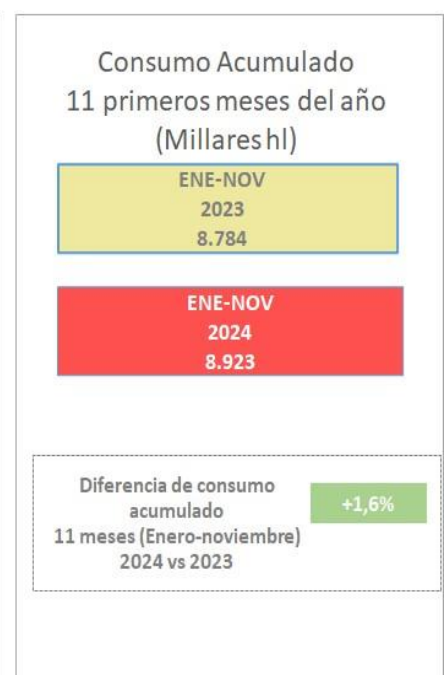 Consumo Acumulado
11 primeros meses del año
(Millares hl)
ENE-NOV
2023
8.784
ENE-NOV
2024
8.923
Diferencia de consumo
acumulado
11 meses (Enero-noviembre)
2024 vs 2023
+1,6%